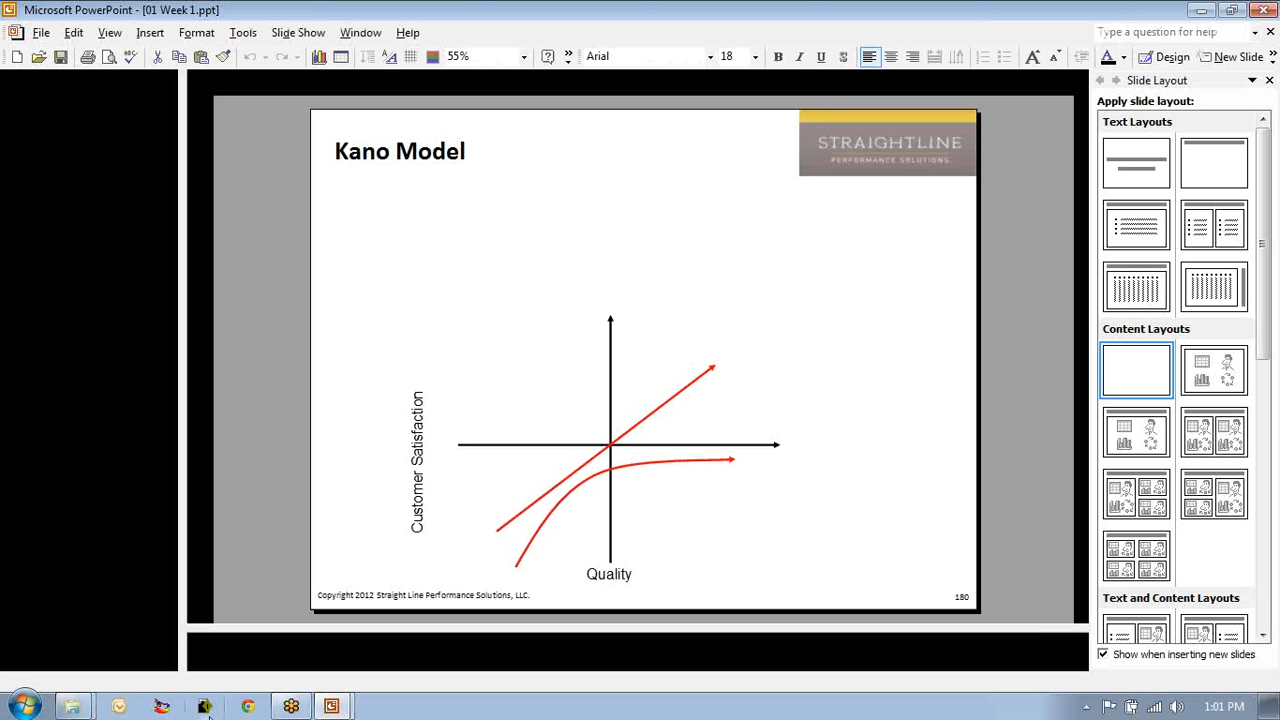 Microsoft PowerPoint - [01 Week 1.ppt]
File Edit View Insert Format Tools Slide Show Window Help
Type a question for help
55%
Arial
18
B I U S
A A
A Design New Slide
Slide Layout
Apply slide layout:
Text Layouts
Content Layouts
Text and Content Layouts
Show when inserting new slides
Kano Model
STRAIGHTLINE
PERFORMANCE SOLUTIONS
Customer Satisfaction
Quality
Copyright 2012 Straight Line Performance Solutions, LLC.
180
1:01 PM